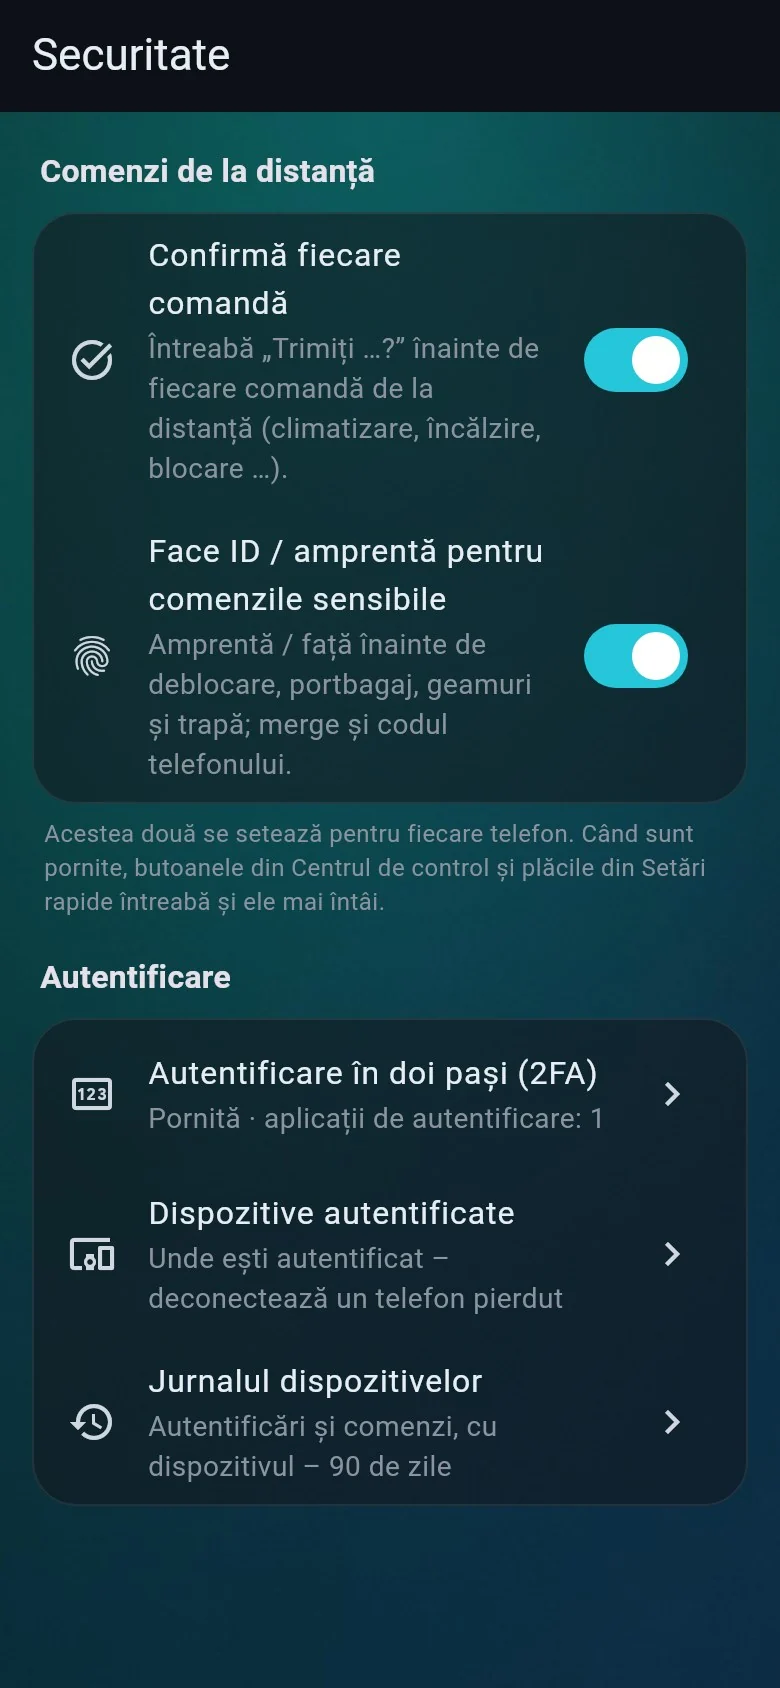 Securitate
Comenzi de la distanță
Confirmă fiecare
comandă
Întreabă „Trimiți …?” înainte de
fiecare comandă de la
distanță (climatizare, încălzire,
blocare …).
Face ID / amprentă pentru
comenzile sensibile
Amprentă / față înainte de
deblocare, portbagaj, geamuri
și trapă; merge și codul
telefonului.
Acestea două se setează pentru fiecare telefon. Când sunt
pornite, butoanele din Centrul de control și plăcile din Setări
rapide întreabă și ele mai întâi.
Autentificare
123
Autentificare în doi pași (2FA)
Pornită · aplicații de autentificare: 1
Dispozitive autentificate
Unde ești autentificat –
deconectează un telefon pierdut
Jurnalul dispozitivelor
Autentificări și comenzi, cu
dispozitivul – 90 de zile